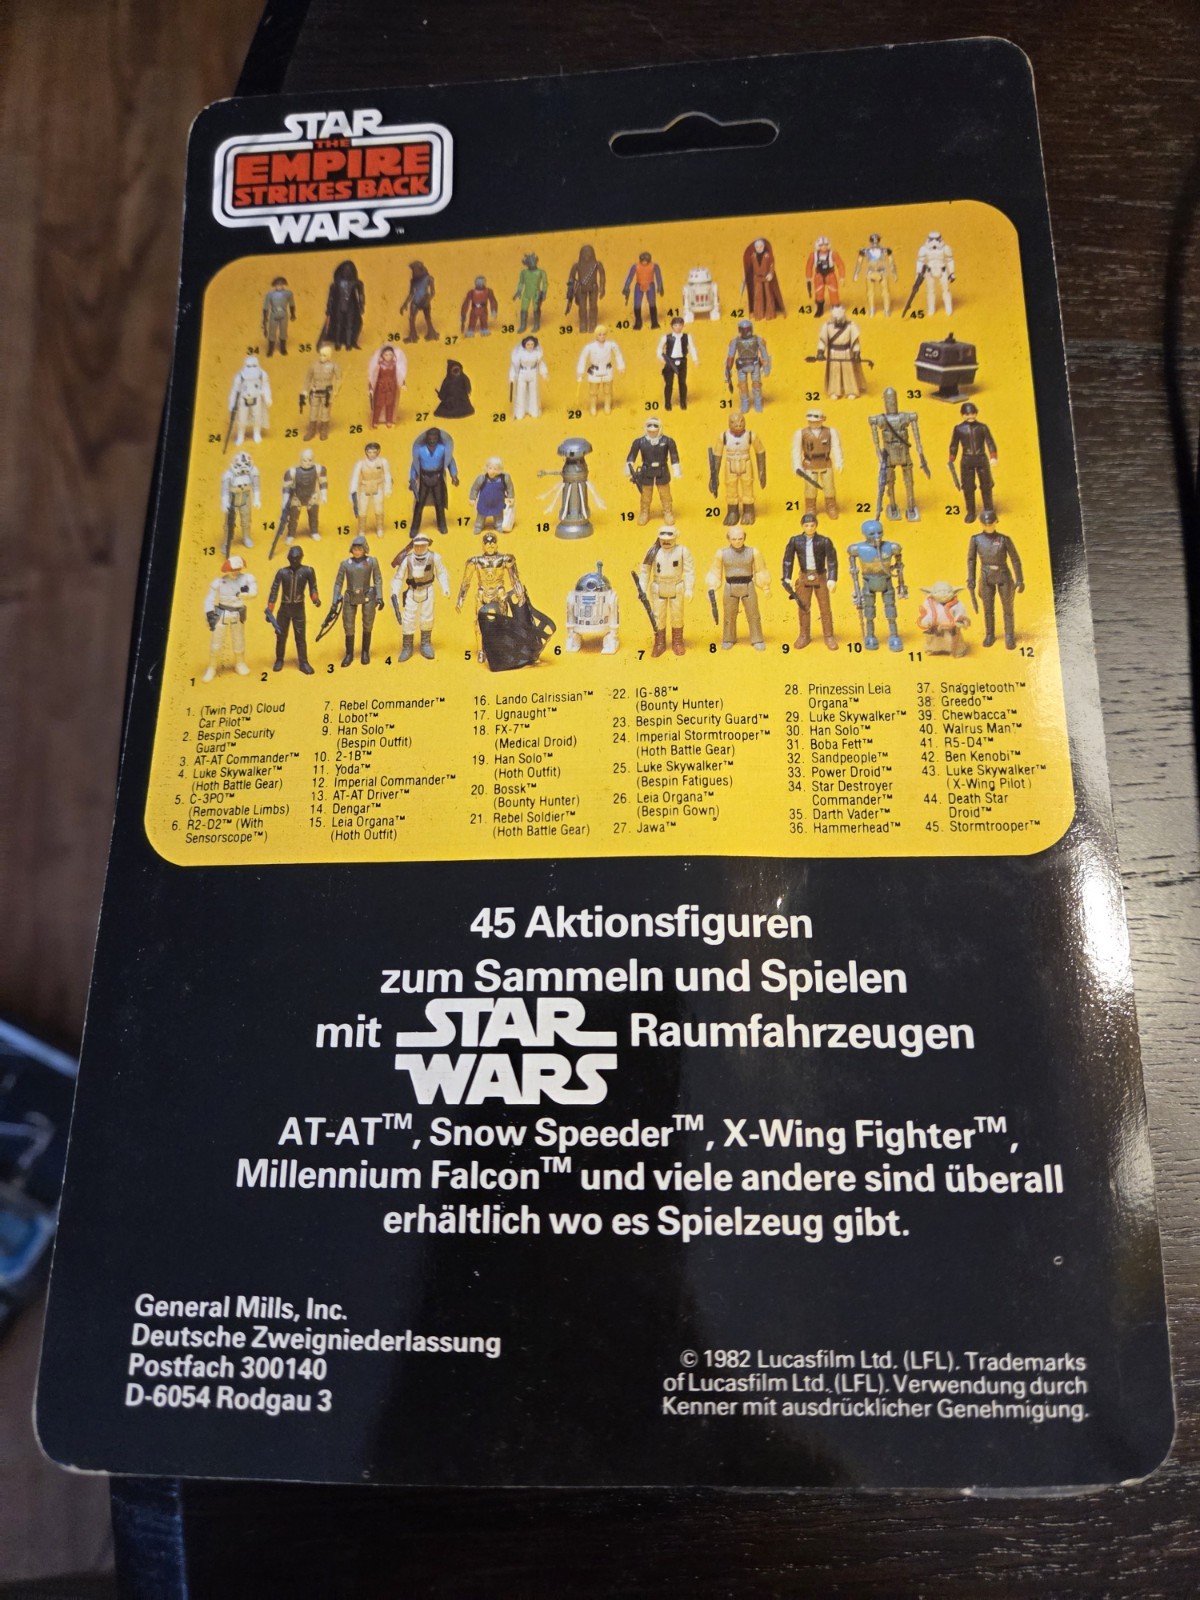 STAR
THE
EMPIRE
STRIKES BACK
WARS™
34 35 36 37 38 39 40 41 42 43 44 45
24 25 26 27 28 29 30 31 32 33
13 14 15 16 17 18 19 20 21 22 23
1 2 3 4 5 6 7 8 9 10 11 12
1. (Twin Pod) Cloud
Car Pilot™
2. Bespin Security
Guard™
3. AT-AT Commander™
4. Luke Skywalker™
(Hoth Battle Gear)
5. C-3PO™
(Removable Limbs)
6. R2-D2™ (With
Sensorscope™)
7. Rebel Commander™
8. Lobot™
9. Han Solo™
(Bespin Outfit)
10. 2-1B™
11. Yoda™
12. Imperial Commander™
13. AT-AT Driver™
14. Dengar™
15. Leia Organa™
(Hoth Outfit)
16. Lando Calrissian™
17. Ugnaught™
18. FX-7™
(Medical Droid)
19. Han Solo™
(Hoth Outfit)
20. Bossk™
(Bounty Hunter)
21. Rebel Soldier™
(Hoth Battle Gear)
22. IG-88™
(Bounty Hunter)
23. Bespin Security Guard™
24. Imperial Stormtrooper™
(Hoth Battle Gear)
25. Luke Skywalker™
(Bespin Fatigues)
26. Leia Organa™
(Bespin Gown)
27. Jawa™
28. Prinzessin Leia
Organa™
29. Luke Skywalker™
30. Han Solo™
31. Boba Fett™
32. Sandpeople™
33. Power Droid™
34. Star Destroyer
Commander™
35. Darth Vader™
36. Hammerhead™
37. Snaggletooth™
38. Greedo™
39. Chewbacca™
40. Walrus Man™
41. R5-D4™
42. Ben Kenobi™
43. Luke Skywalker™
(X-Wing Pilot)
44. Death Star
Droid™
45. Stormtrooper™
45 Aktionsfiguren
zum Sammeln und Spielen
mit STAR WARS Raumfahrzeugen
AT-AT™, Snow Speeder™, X-Wing Fighter™,
Millennium Falcon™ und viele andere sind überall
erhältlich wo es Spielzeug gibt.
General Mills, Inc.
Deutsche Zweigniederlassung
Postfach 300140
D-6054 Rodgau 3
© 1982 Lucasfilm Ltd. (LFL). Trademarks
of Lucasfilm Ltd. (LFL). Verwendung durch
Kenner mit ausdrücklicher Genehmigung.